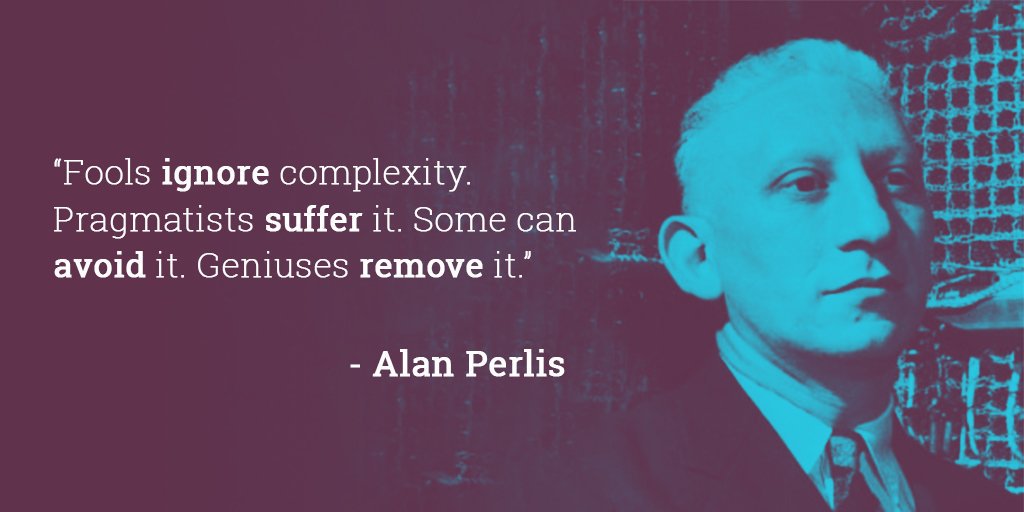 “Fools ignore complexity.
Pragmatists suffer it. Some can
avoid it. Geniuses remove it.”
- Alan Perlis